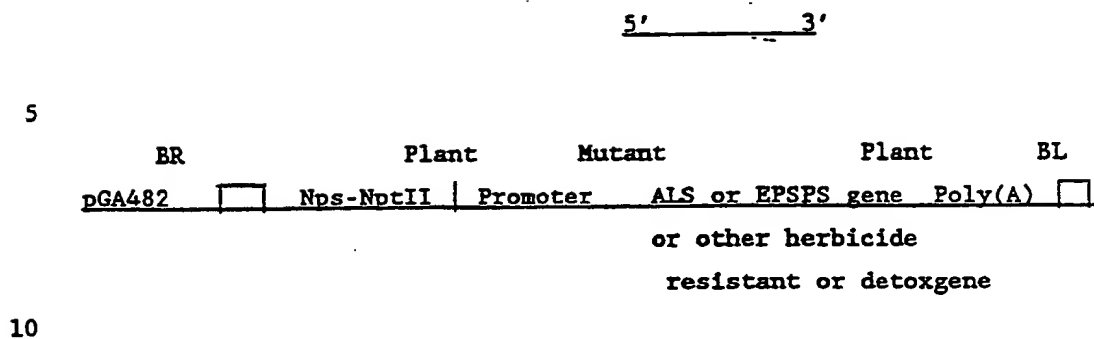 5' 3'
5
BR Plant Mutant Plant BL
pGA482 Nps-NptII Promoter ALS or EPSPS gene Poly(A)
or other herbicide
resistant or detoxgene
10